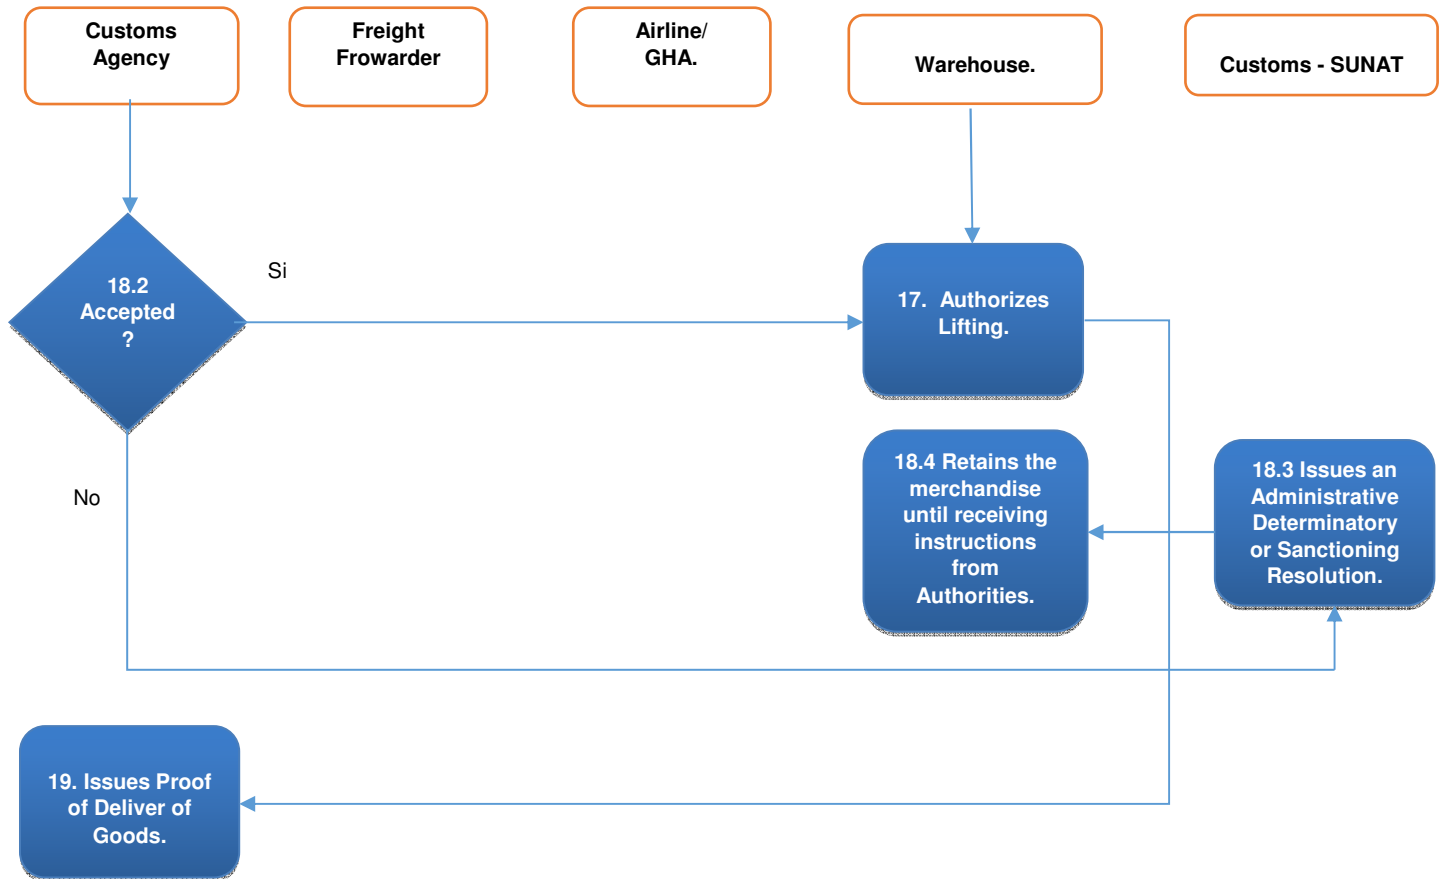 Customs
Agency
Freight
Frowarder
Airline/
GHA.
Warehouse.
Customs - SUNAT
18.2
Accepted
?
Si
17. Authorizes
Lifting.
No
18.4 Retains the
merchandise
until receiving
instructions
from
Authorities.
18.3 Issues an
Administrative
Determinatory
or Sanctioning
Resolution.
19. Issues Proof
of Deliver of
Goods.